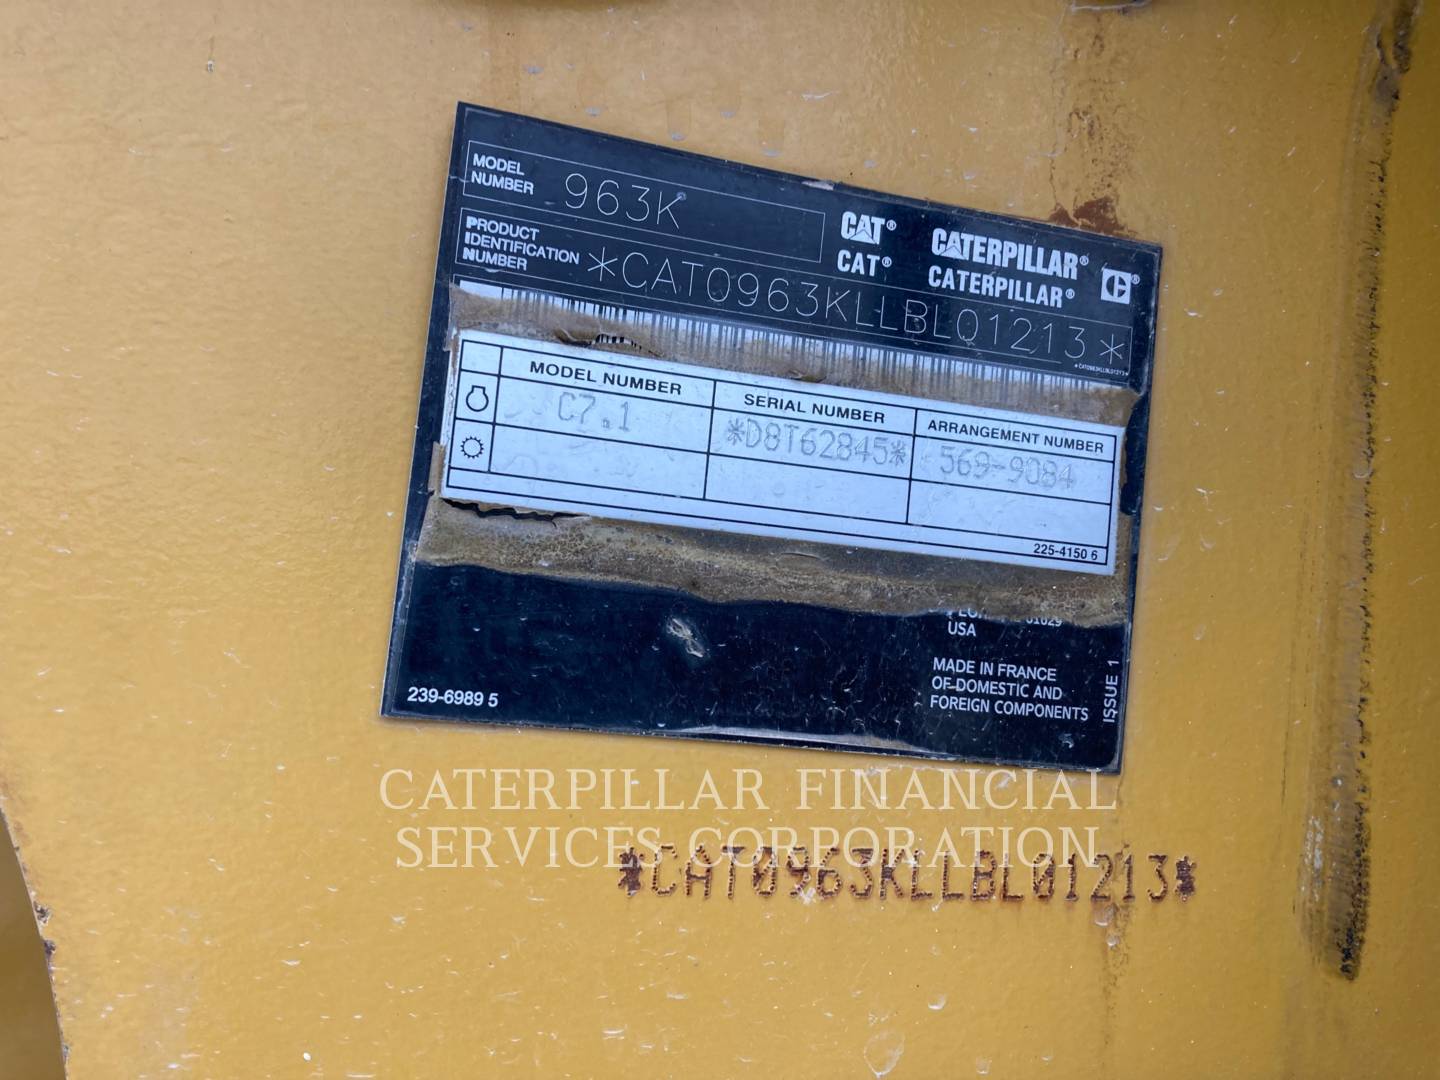 MODEL NUMBER 963K
PRODUCT IDENTIFICATION NUMBER *CAT0963KLLBL01213*
CAT® CATERPILLAR®
CAT® CATERPILLAR®
*CAT0963KLLBL01213*
MODEL NUMBER SERIAL NUMBER ARRANGEMENT NUMBER
C7.1 *D8T62845* 569-9084
225-4150 6
USA
MADE IN FRANCE
OF DOMESTIC AND
FOREIGN COMPONENTS
ISSUE 1
239-6989 5
CATERPILLAR FINANCIAL
SERVICES CORPORATION
*CAT0963KLLBL01213*